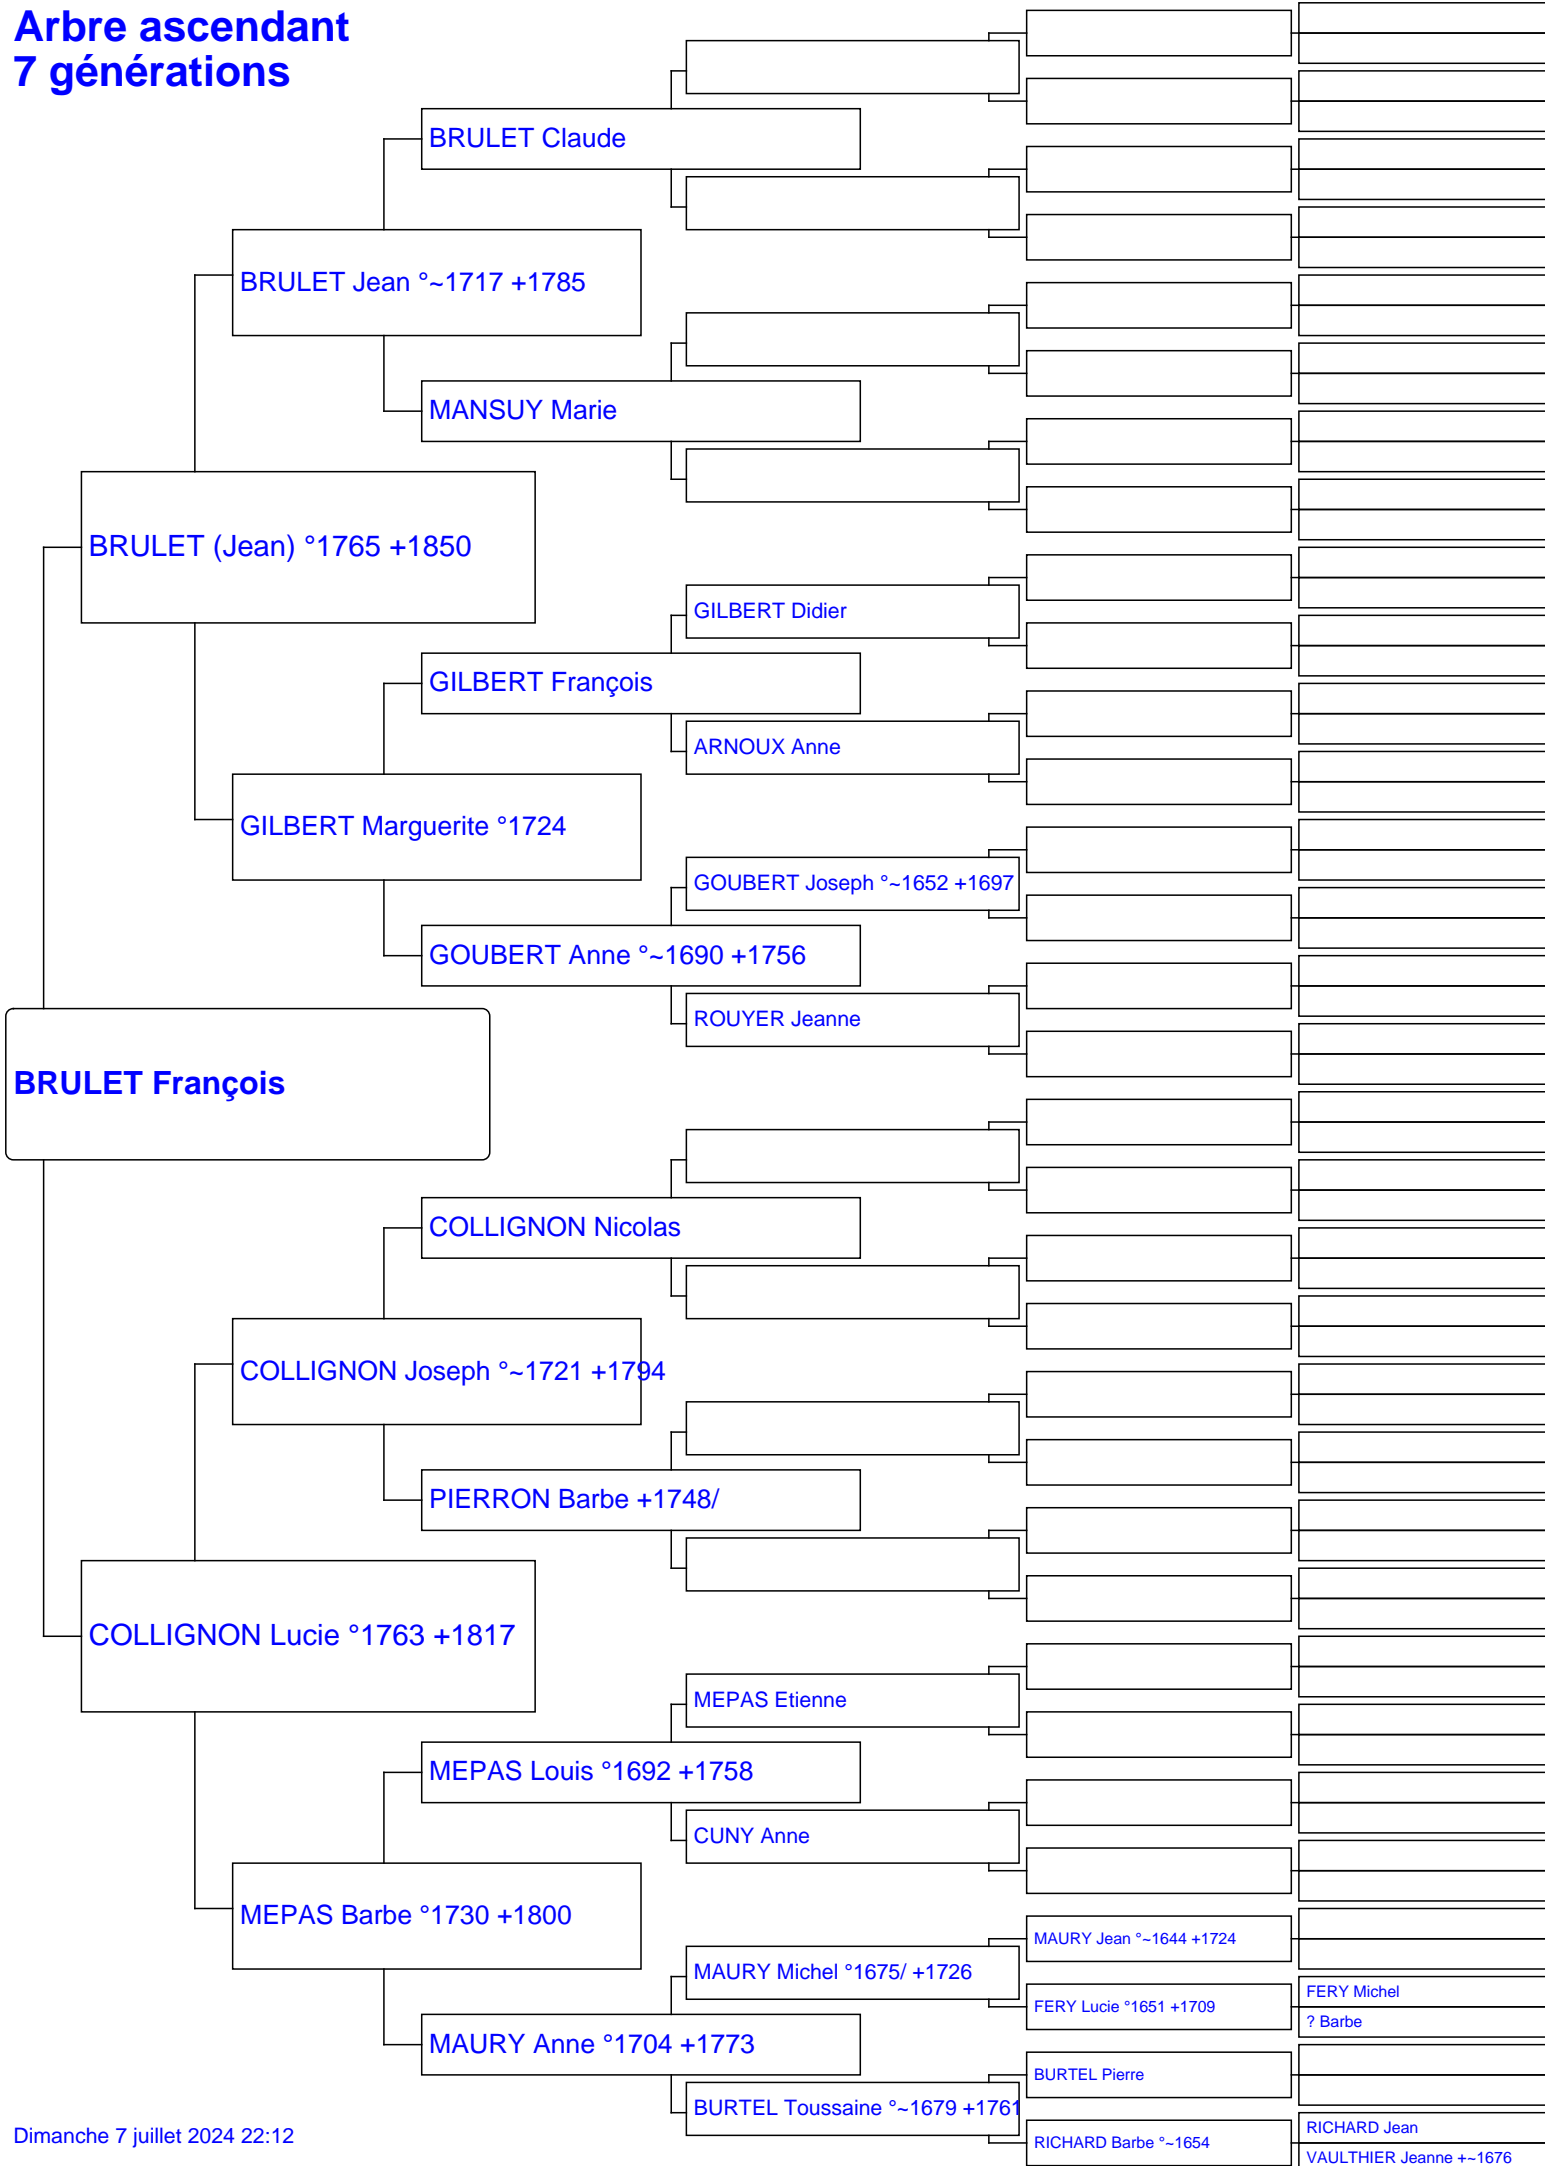 Arbre ascendant
7 générations
BRULET Claude
BRULET Jean °~1717 +1785
MANSUY Marie
BRULET (Jean) °1765 +1850
GILBERT Didier
GILBERT François
ARNOUX Anne
GILBERT Marguerite °1724
GOUBERT Joseph °~1652 +1697
GOUBERT Anne °~1690 +1756
ROUYER Jeanne
BRULET François
COLLIGNON Nicolas
COLLIGNON Joseph °~1721 +1794
PIERRON Barbe +1748/
COLLIGNON Lucie °1763 +1817
MEPAS Etienne
MEPAS Louis °1692 +1758
CUNY Anne
MEPAS Barbe °1730 +1800
MAURY Jean °~1644 +1724
MAURY Michel °1675/ +1726
FERY Michel
FERY Lucie °1651 +1709
? Barbe
MAURY Anne °1704 +1773
BURTEL Pierre
BURTEL Toussaine °~1679 +1761
RICHARD Jean
RICHARD Barbe °~1654
VAULTHIER Jeanne +~1676
Dimanche 7 juillet 2024 22:12